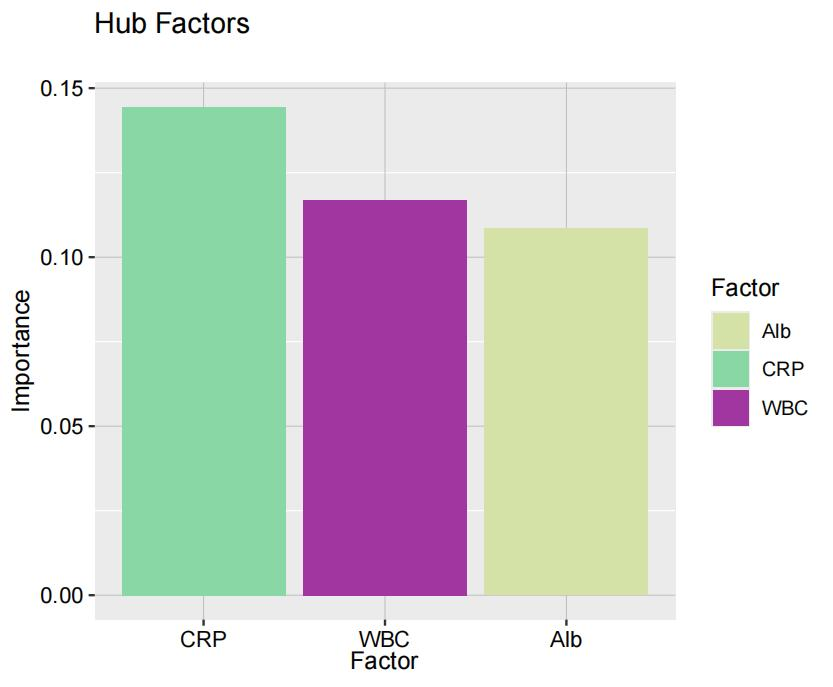 Hub Factors
0.15
0.10
0.05
0.00
Importance
CRP
WBC
Alb
Factor
Factor
Alb
CRP
WBC